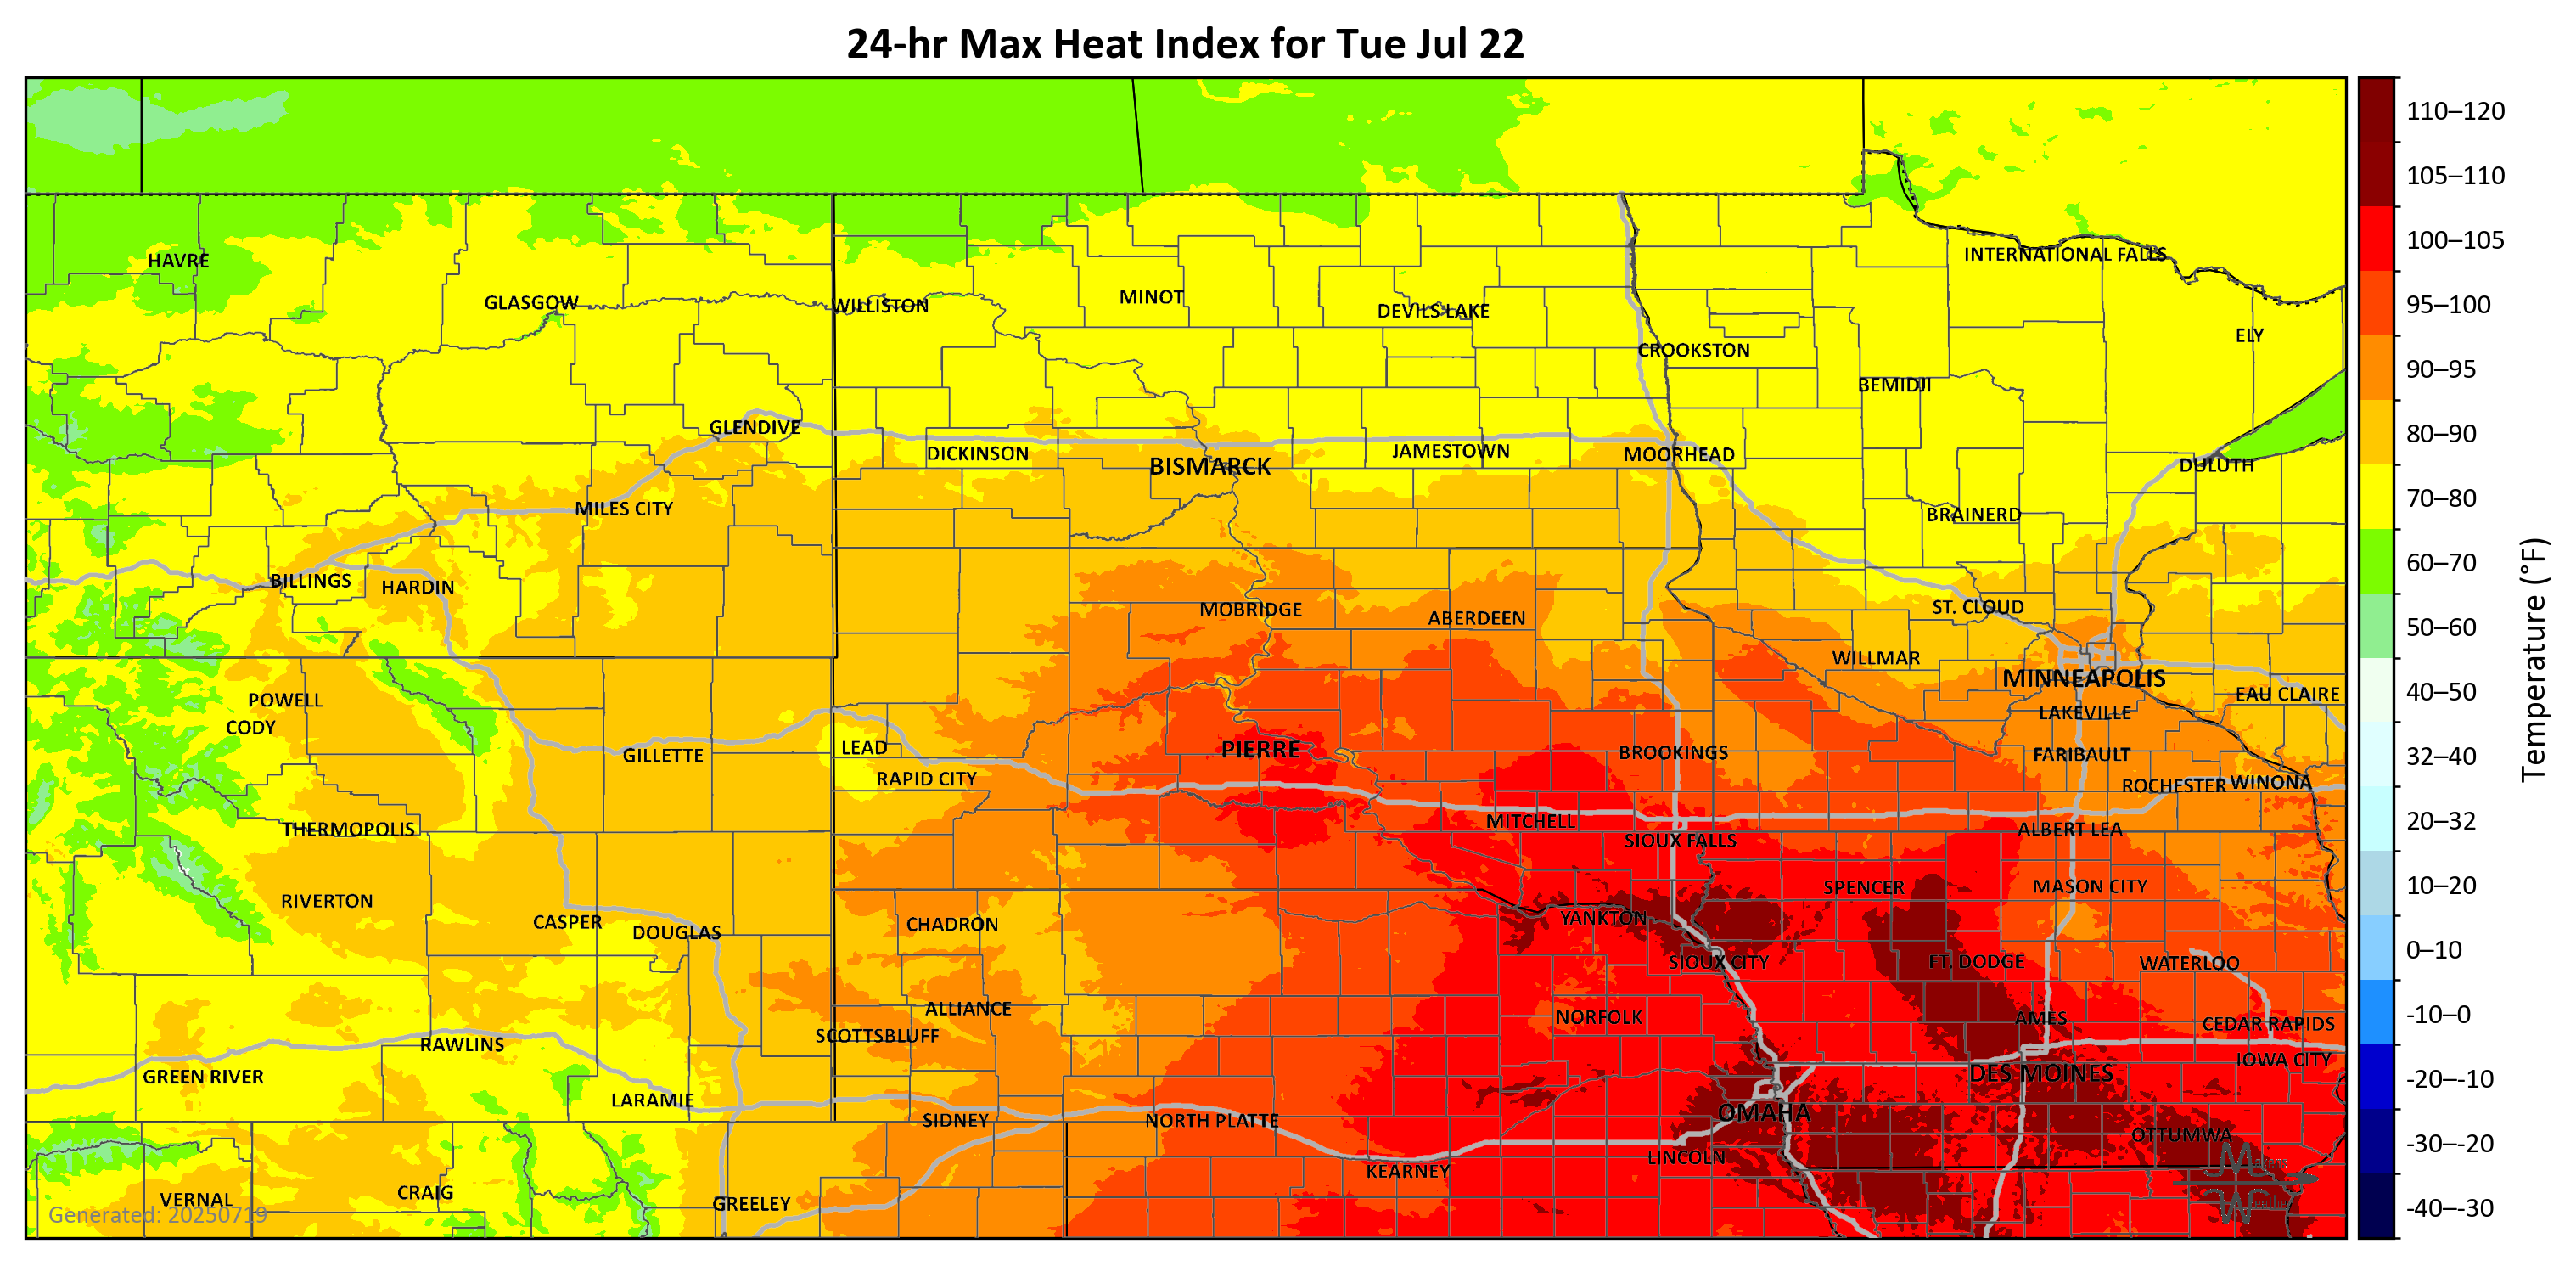 24-hr Max Heat Index for Tue Jul 22
110–120
105–110
100–105
95–100
90–95
80–90
70–80
60–70
50–60
40–50
32–40
20–32
10–20
0–10
-10–0
-20–-10
-30–-20
-40–-30
Temperature (°F)
INTERNATIONAL FALLS
HAVRE
GLASGOW
WILLISTON
MINOT
DEVILS LAKE
ELY
CROOKSTON
BEMIDJI
GLENDIVE
DICKINSON
BISMARCK
JAMESTOWN
MOORHEAD
DULUTH
MILES CITY
BRAINERD
BILLINGS
HARDIN
MOBRIDGE
ABERDEEN
ST. CLOUD
WILLMAR
MINNEAPOLIS
EAU CLAIRE
POWELL
CODY
LAKEVILLE
GILLETTE
LEAD
PIERRE
BROOKINGS
FARIBAULT
RAPID CITY
ROCHESTER
WINONA
THERMOPOLIS
MITCHELL
SIOUX FALLS
ALBERT LEA
RIVERTON
SPENCER
MASON CITY
CASPER
DOUGLAS
CHADRON
YANKTON
SIOUX CITY
FT. DODGE
WATERLOO
ALLIANCE
NORFOLK
AMES
CEDAR RAPIDS
SCOTTSBLUFF
RAWLINS
IOWA CITY
GREEN RIVER
DES MOINES
LARAMIE
SIDNEY
NORTH PLATTE
OMAHA
OTTUMWA
LINCOLN
KEARNEY
VERNAL
CRAIG
GREELEY
Generated: 20250719